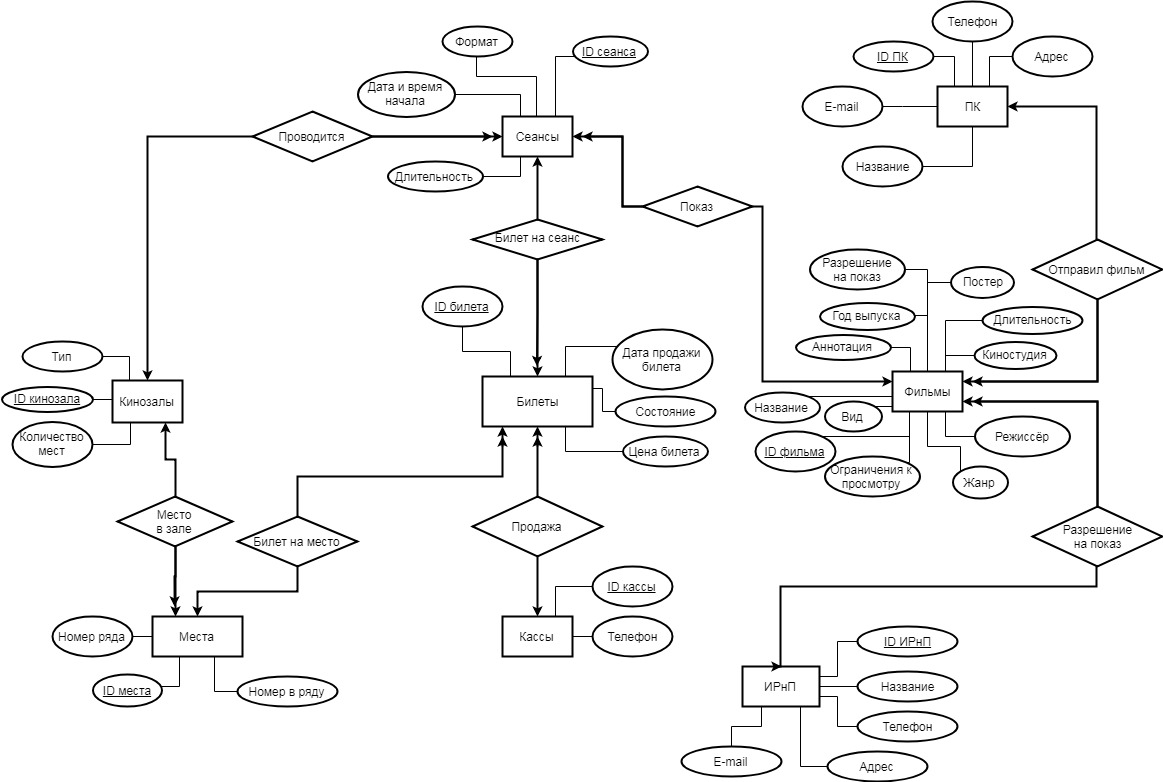 Телефон
Формат
ID сеанса
ID ПК
Адрес
Дата и время
начала
E-mail
ПК
Проводится
Сеансы
Длительность
Название
Показ
Билет на сеанс
Разрешение
на показ
Отправил фильм
Постер
ID билета
Год выпуска
Длительность
Аннотация
Киностудия
Тип
Дата продажи
билета
ID кинозала
Кинозалы
Билеты
Фильмы
Состояние
Название
Вид
Количество
мест
Режиссёр
Цена билета
ID фильма
Ограничения к
просмотру
Жанр
Место
в зале
Билет на место
Продажа
Разрешение
на показ
ID кассы
Номер ряда
Места
Кассы
Телефон
ID ИРнП
ID места
Номер в ряду
ИРнП
Название
Телефон
E-mail
Адрес